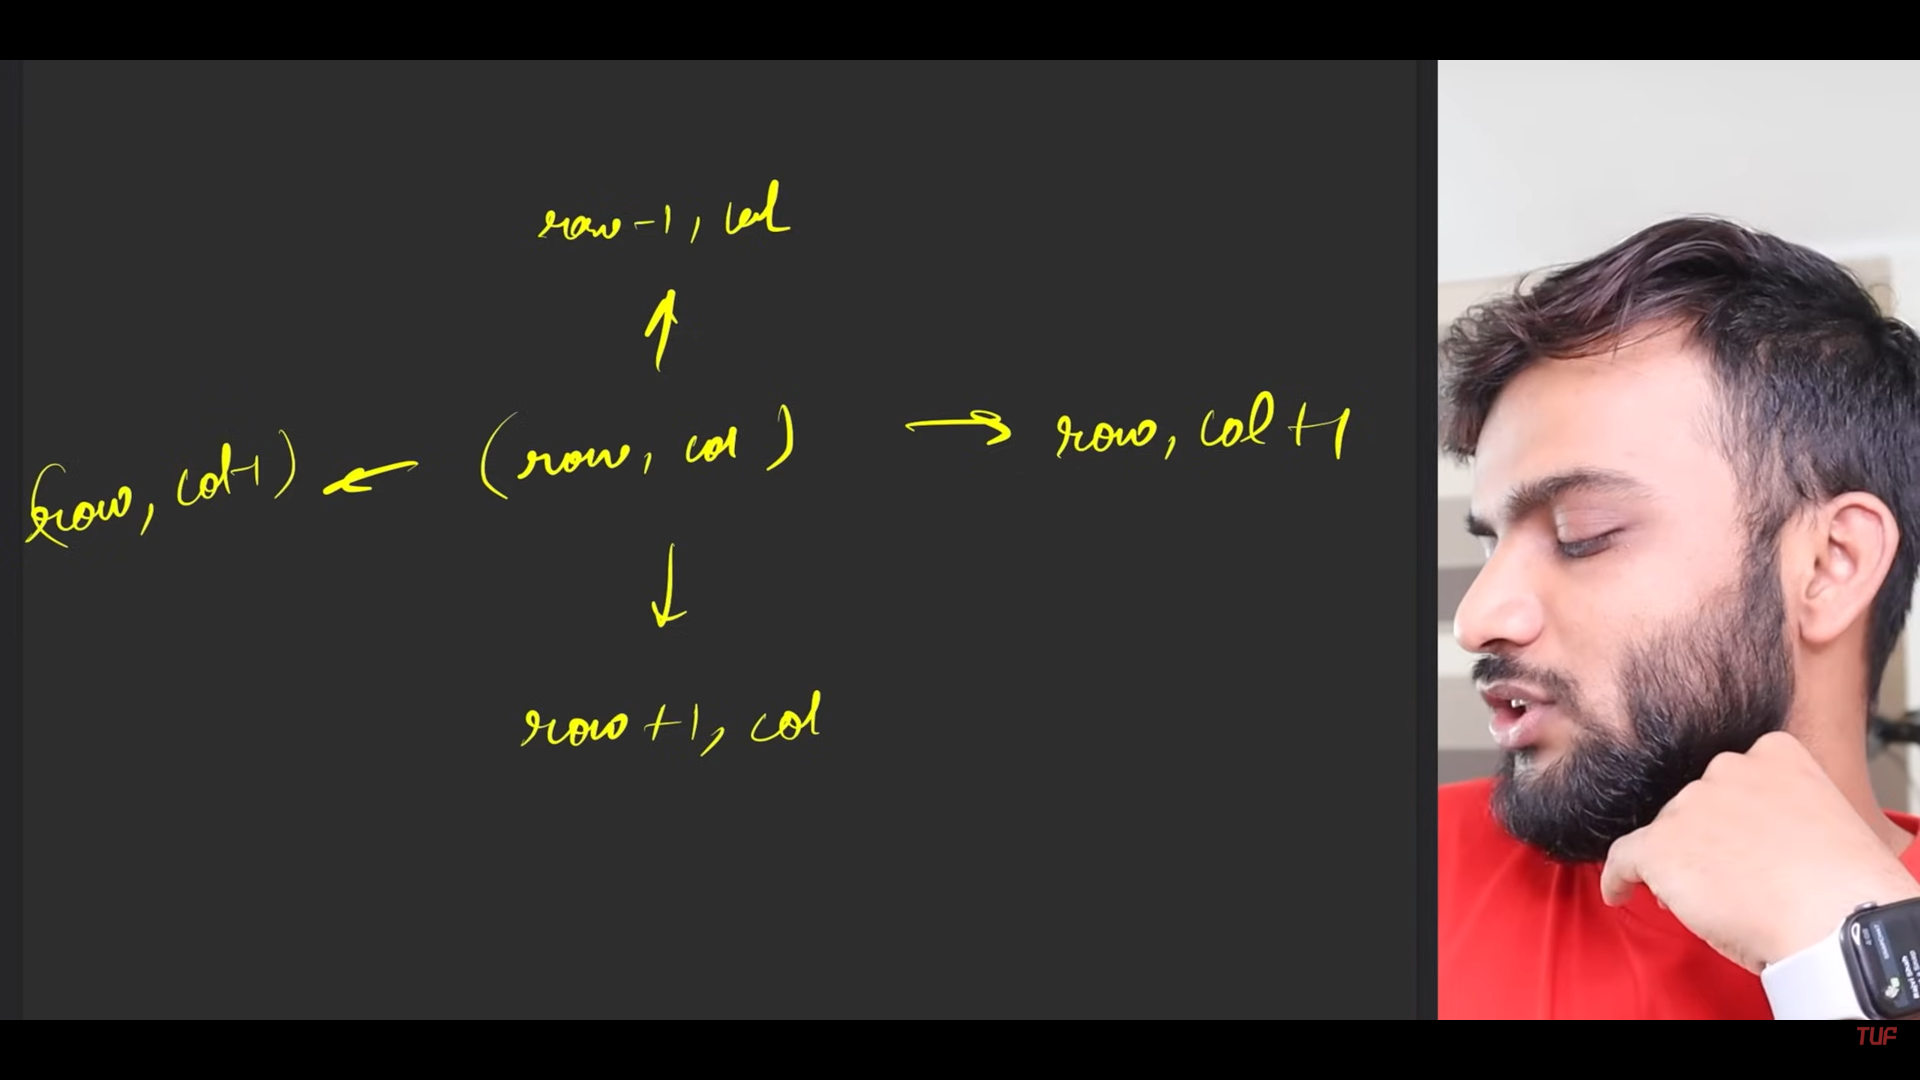 row-1, col
(row, col-1) ← (row, col) → row, col+1
row+1, col
TUF